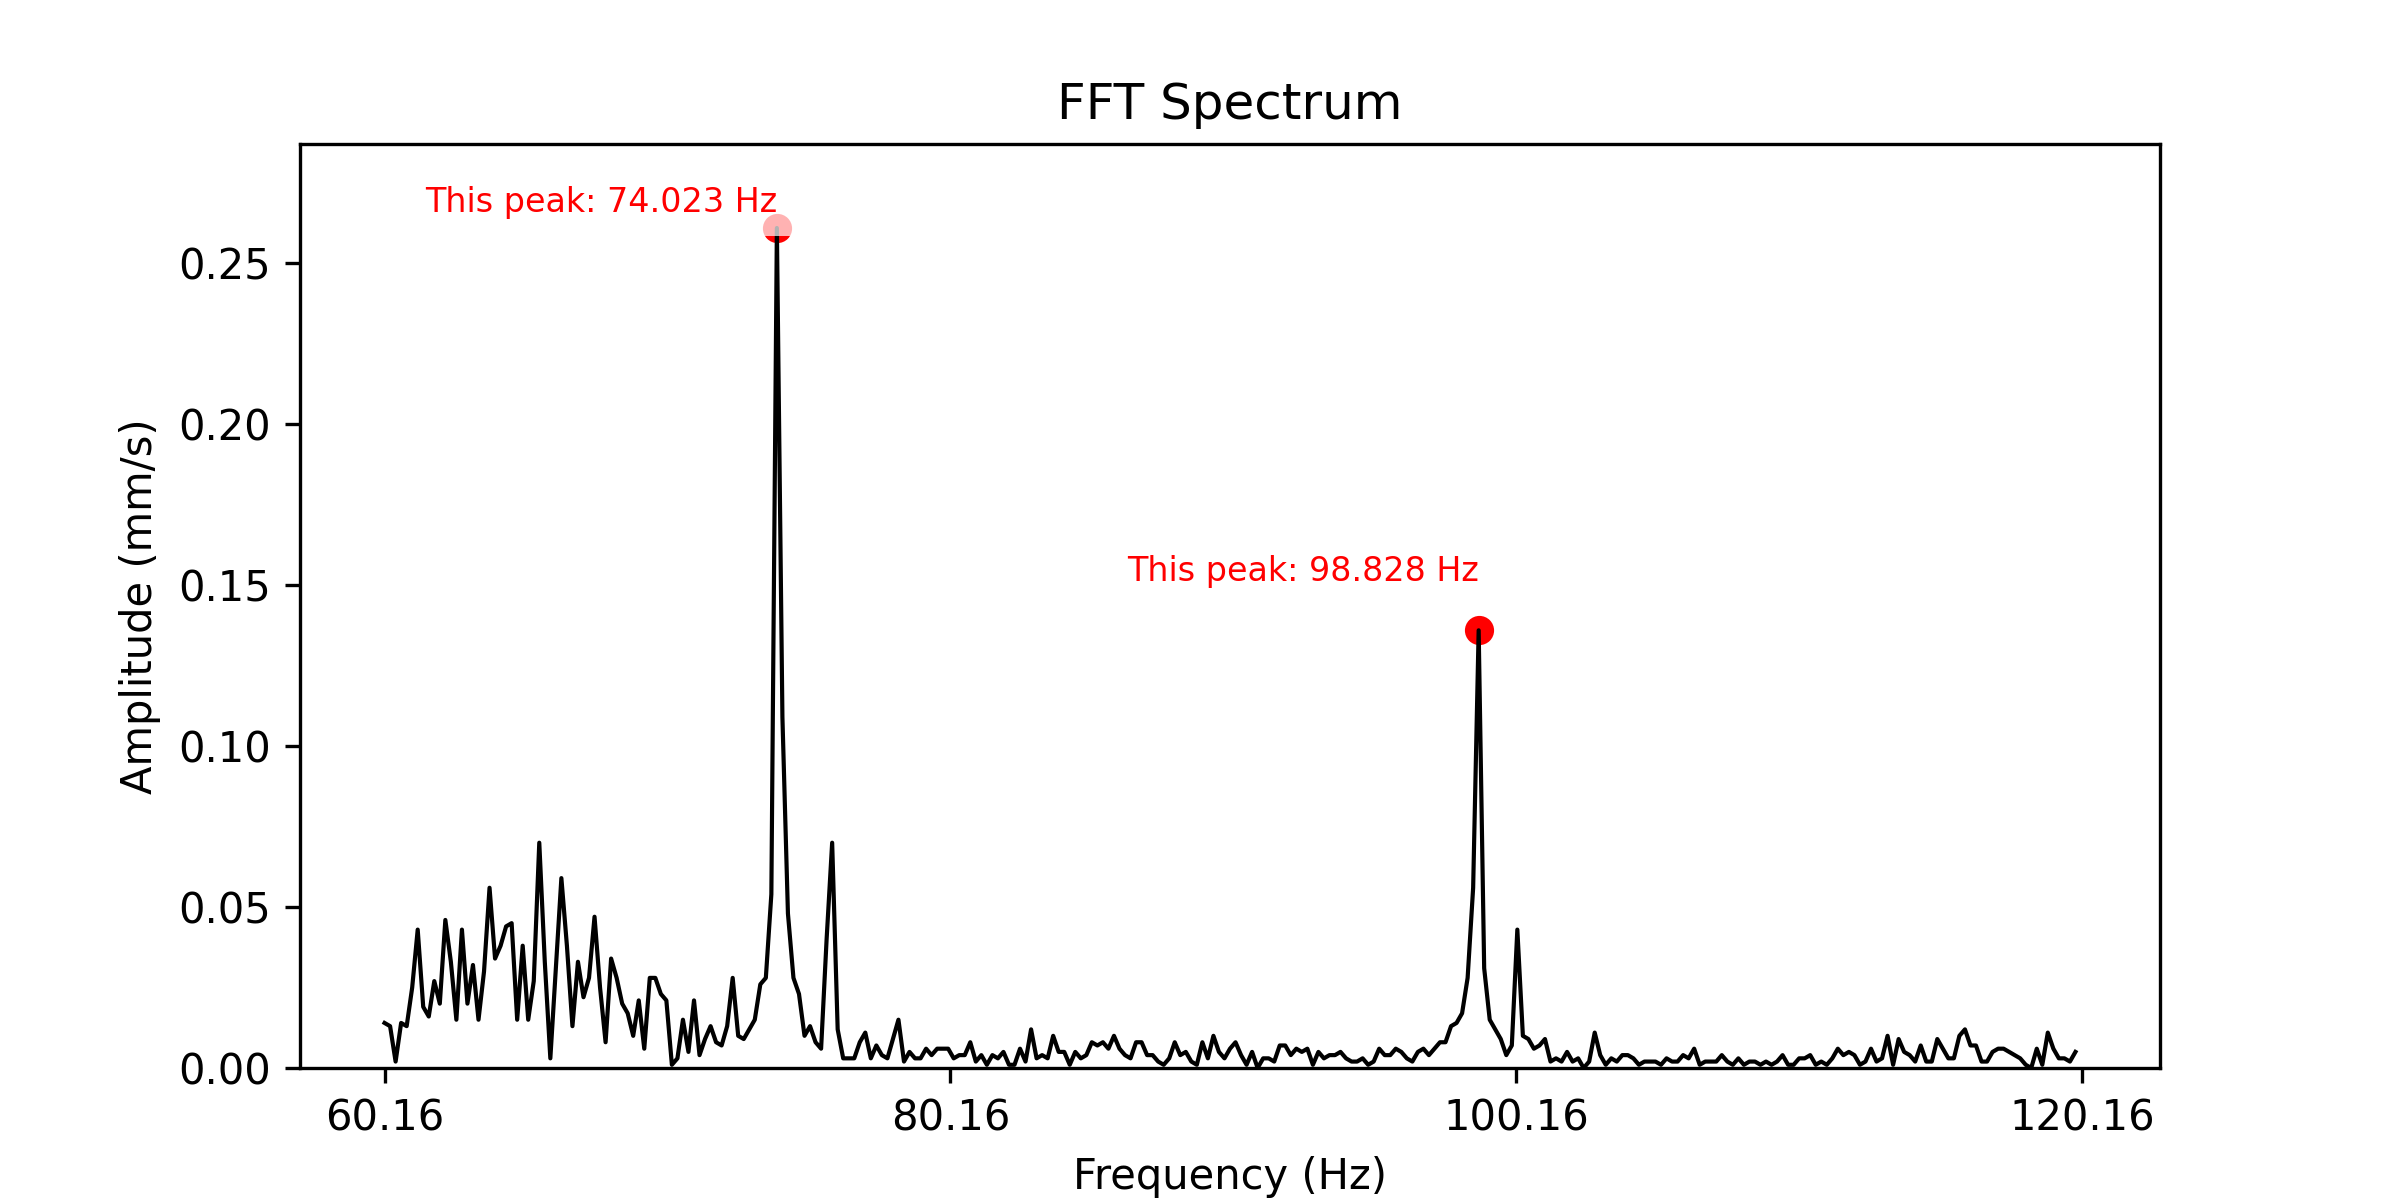 FFT Spectrum
This peak: 74.023 Hz
This peak: 98.828 Hz
Amplitude (mm/s)
0.25
0.20
0.15
0.10
0.05
0.00
60.16 80.16 100.16 120.16
Frequency (Hz)